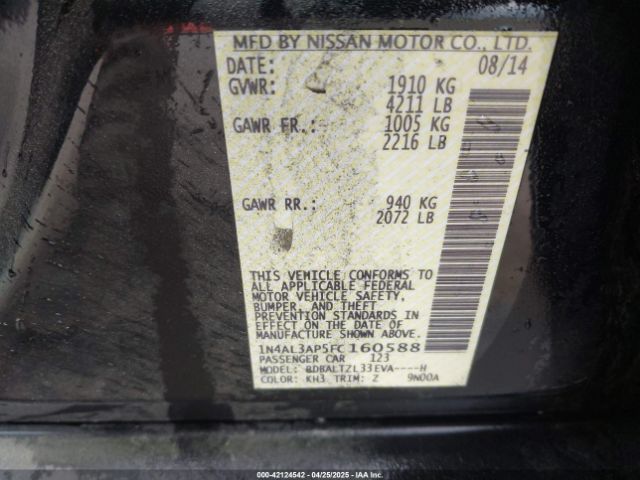 MFD BY NISSAN MOTOR CO., LTD.
DATE: 08/14
GVWR: 1910 KG
4211 LB
GAWR FR.: 1005 KG
2216 LB
GAWR RR.: 940 KG
2072 LB
THIS VEHICLE CONFORMS TO
ALL APPLICABLE FEDERAL
MOTOR VEHICLE SAFETY,
BUMPER, AND THEFT
PREVENTION STANDARDS IN
EFFECT ON THE DATE OF
MANUFACTURE SHOWN ABOVE.
1N4AL3AP5FC160588
PASSENGER CAR 123
MODEL: BDBALTZL33EVA----H
COLOR: KH3 TRIM: Z 9N00A
000-42124542 - 04/25/2025 - IAAI